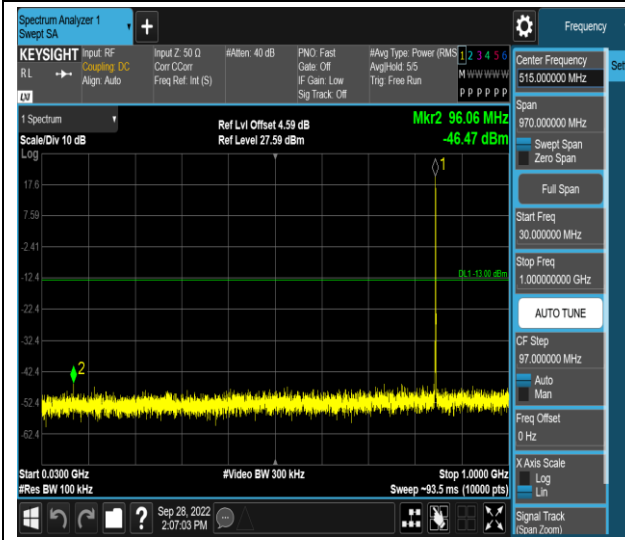 Spectrum Analyzer 1
Swept SA
Frequency
KEYSIGHT
RL
LXI
Input: RF
Coupling: DC
Align: Auto
Input Z: 50 Ω
Corr CCorr
Freq Ref: Int (S)
#Atten: 40 dB
PNO: Fast
Gate: Off
IF Gain: Low
Sig Track: Off
#Avg Type: Power (RMS
Avg|Hold: 5/5
Trig: Free Run
1 2 3 4 5 6
M W W W W W
P P P P P P
1 Spectrum
Scale/Div 10 dB
Log
Ref Lvl Offset 4.59 dB
Ref Level 27.59 dBm
Mkr2 96.06 MHz
-46.47 dBm
1
17.6
7.59
-2.41
-12.4
DL1 -13.00 dBm
-22.4
-32.4
-42.4
2
-52.4
-62.4
Start 0.0300 GHz
#Res BW 100 kHz
#Video BW 300 kHz
Stop 1.0000 GHz
Sweep ~93.5 ms (10000 pts)
Sep 28, 2022
2:07:03 PM
Center Frequency
515.000000 MHz
Set
Span
970.000000 MHz
Swept Span
Zero Span
Full Span
Start Freq
30.000000 MHz
Stop Freq
1.000000000 GHz
AUTO TUNE
CF Step
97.000000 MHz
Auto
Man
Freq Offset
0 Hz
X Axis Scale
Log
Lin
Signal Track
(Span Zoom)